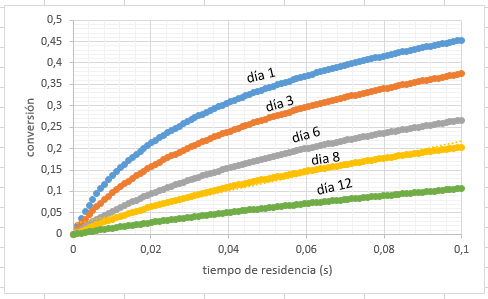 0,5
0,45
0,4
0,35
0,3
0,25
0,2
0,15
0,1
0,05
0
conversión
día 1
día 3
día 6
día 8
día 12
0 0,02 0,04 0,06 0,08 0,1
tiempo de residencia (s)